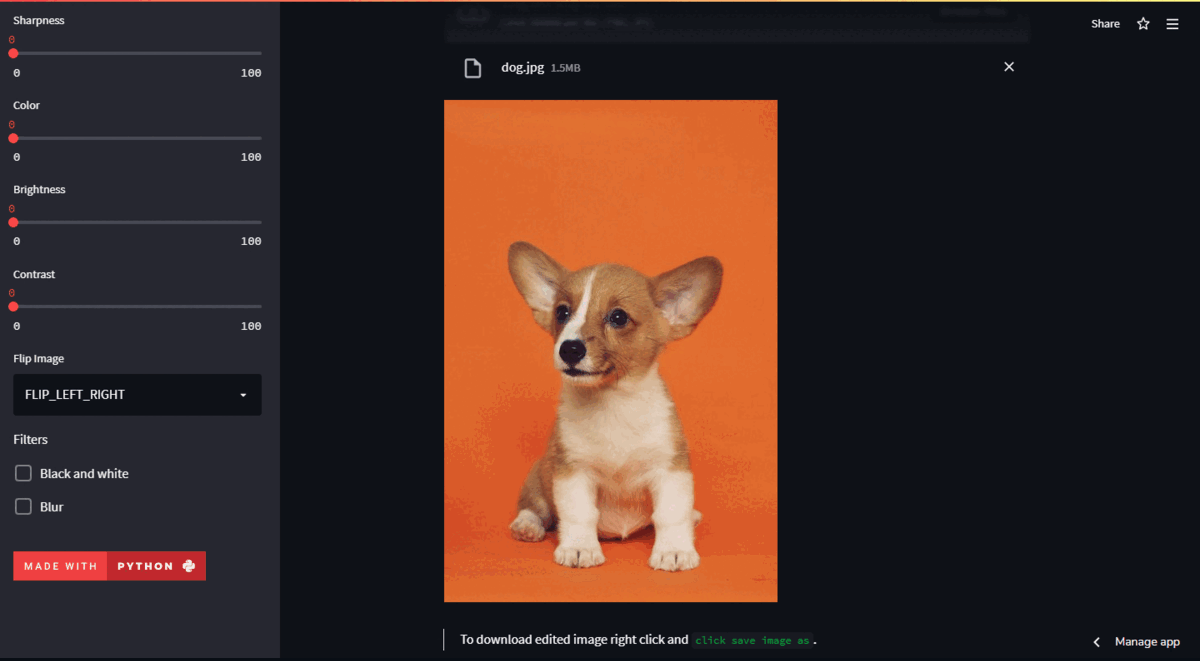 Sharpness
0
0 100
Color
0
0 100
Brightness
0
0 100
Contrast
0
0 100
Flip Image
FLIP_LEFT_RIGHT
Filters
Black and white
Blur
MADE WITH PYTHON
Share
dog.jpg 1.5MB
To download edited image right click and click save image as .
Manage app